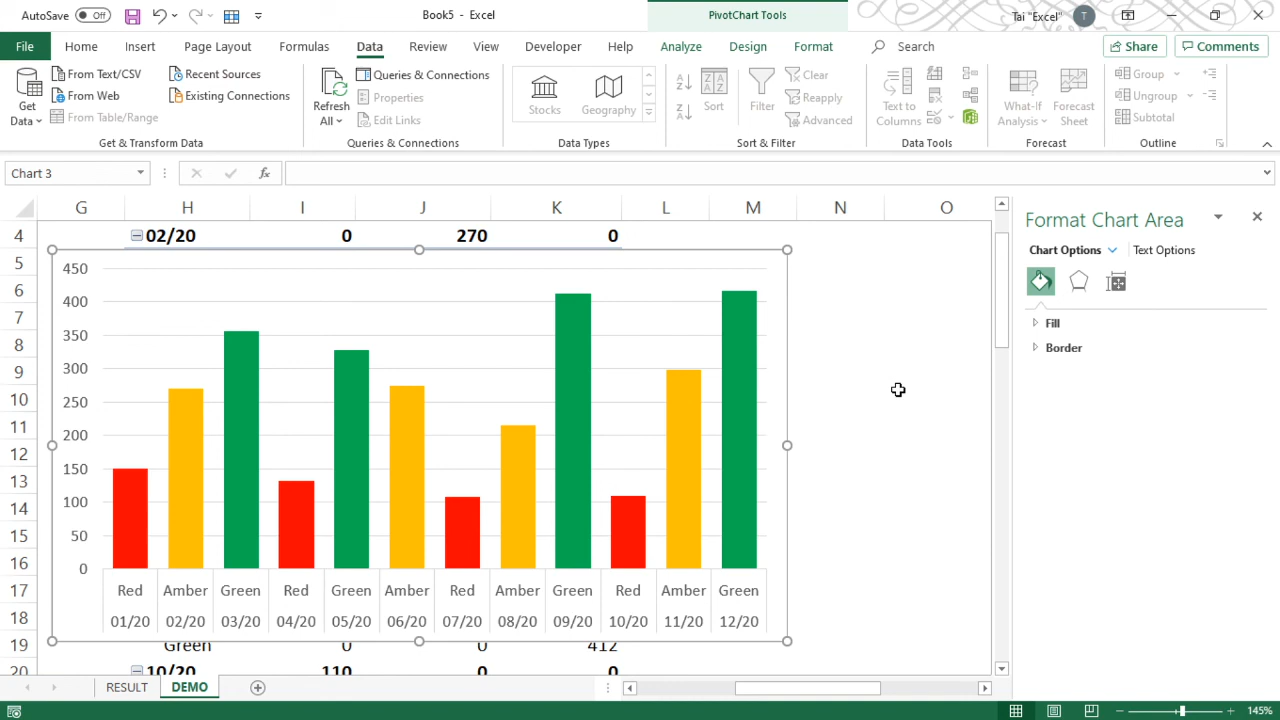 AutoSave Off Book5 - Excel PivotChart Tools Tai "Excel" T
File Home Insert Page Layout Formulas Data Review View Developer Help Analyze Design Format Search Share Comments
Get Data
From Text/CSV
From Web
From Table/Range
Recent Sources
Existing Connections
Get & Transform Data
Refresh All
Queries & Connections
Properties
Edit Links
Queries & Connections
Stocks Geography
Data Types
Sort
Filter
Clear
Reapply
Advanced
Sort & Filter
Text to Columns
Data Tools
What-If Analysis
Forecast Sheet
Forecast
Group
Ungroup
Subtotal
Outline
Chart 3 fx
G H I J K L M N O
4 02/20 0 270 0
5
6
7
8
9
10
11
12
13
14
15
16
17
18
19 Green 0 0 412
20 10/20 110 0 0
450
400
350
300
250
200
150
100
50
0
Red Amber Green Red Green Amber Red Amber Green Red Amber Green
01/20 02/20 03/20 04/20 05/20 06/20 07/20 08/20 09/20 10/20 11/20 12/20
Format Chart Area
Chart Options Text Options
Fill
Border
RESULT DEMO
145%